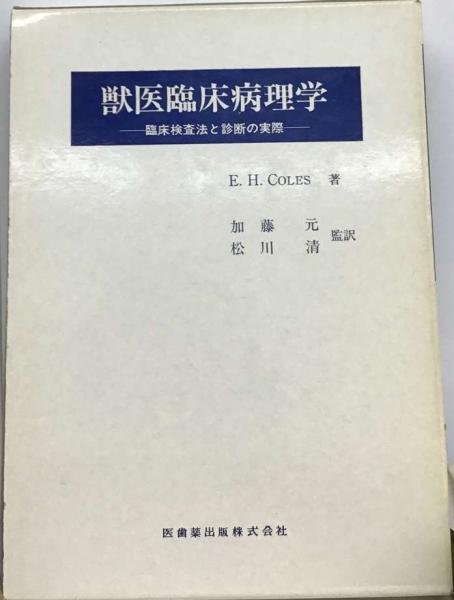 獣医臨床病理学
―臨床検査法と診断の実際―
E. H. COLES 著
加藤 元
松川 清 監訳
医歯薬出版株式会社